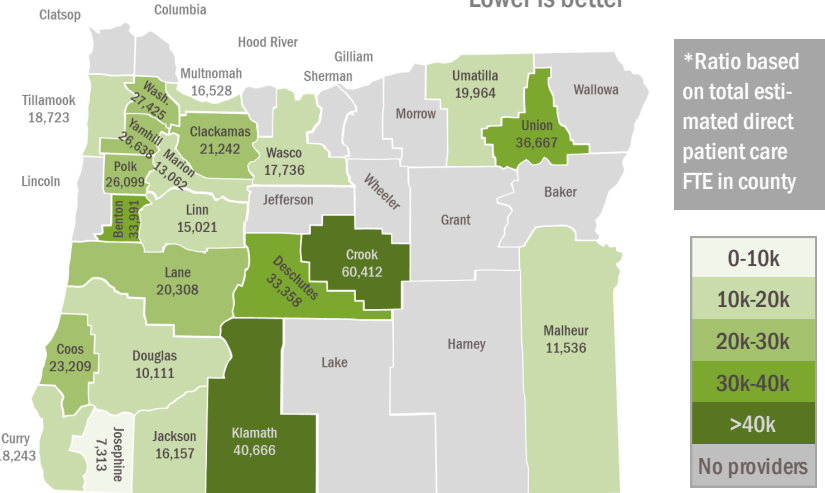 Lower is better
Clatsop
Columbia
Hood River
Gilliam
Sherman
Multnomah
16,528
Tillamook
18,723
Wash.
27,425
Yamhill
26,638
Marion
13,062
Clackamas
21,242
Wasco
17,736
Umatilla
19,964
Morrow
Union
36,667
Wallowa
Lincoln
Polk
26,099
Benton
33,991
Linn
15,021
Jefferson
Wheeler
Grant
Baker
Crook
60,412
Deschutes
33,358
Lane
20,308
Coos
23,209
Douglas
10,111
Lake
Harney
Malheur
11,536
Curry
8,243
Josephine
7,313
Jackson
16,157
Klamath
40,666
*Ratio based
on total esti-
mated direct
patient care
FTE in county
0-10k
10k-20k
20k-30k
30k-40k
>40k
No providers